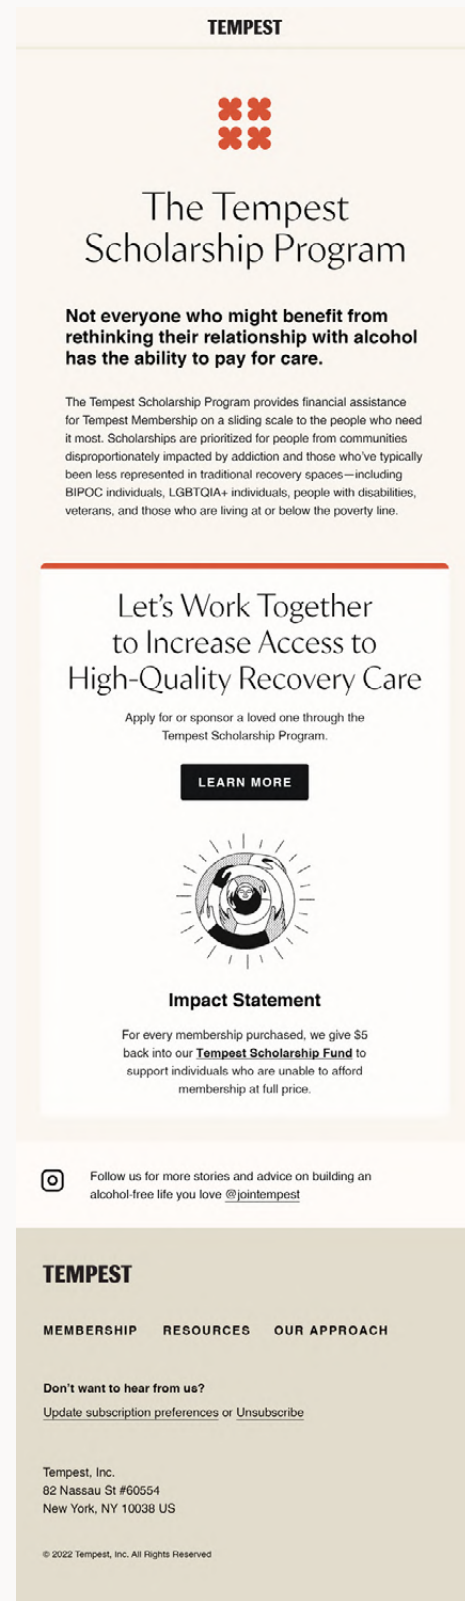 TEMPEST
The Tempest
Scholarship Program
Not everyone who might benefit from
rethinking their relationship with alcohol
has the ability to pay for care.
The Tempest Scholarship Program provides financial assistance
for Tempest Membership on a sliding scale to the people who need
it most. Scholarships are prioritized for people from communities
disproportionately impacted by addiction and those who've typically
been less represented in traditional recovery spaces—including
BIPOC individuals, LGBTQIA+ individuals, people with disabilities,
veterans, and those who are living at or below the poverty line.
Let's Work Together
to Increase Access to
High-Quality Recovery Care
Apply for or sponsor a loved one through the
Tempest Scholarship Program.
LEARN MORE
Impact Statement
For every membership purchased, we give $5
back into our Tempest Scholarship Fund to
support individuals who are unable to afford
membership at full price.
Follow us for more stories and advice on building an
alcohol-free life you love @jointempest
TEMPEST
MEMBERSHIP RESOURCES OUR APPROACH
Don't want to hear from us?
Update subscription preferences or Unsubscribe
Tempest, Inc.
82 Nassau St #60554
New York, NY 10038 US
© 2022 Tempest, Inc. All Rights Reserved